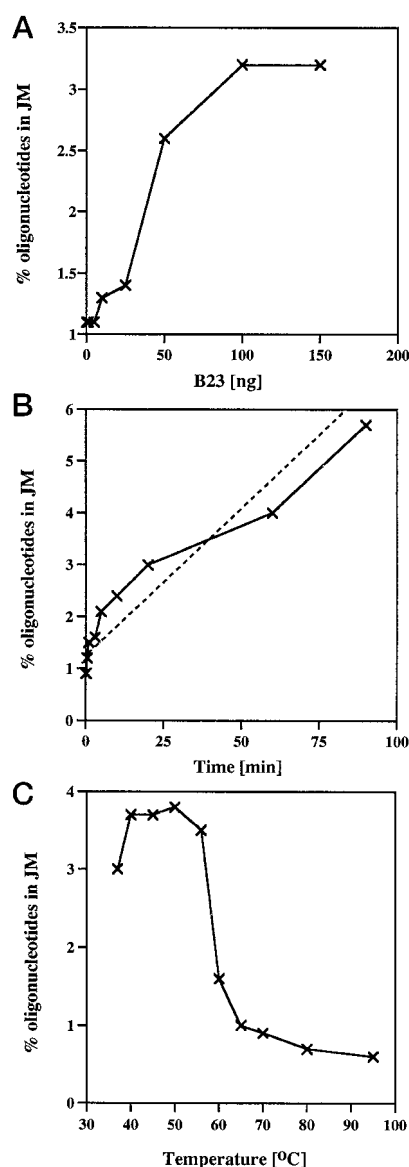 A
3.5
3
2.5
2
1.5
1
% oligonucleotides in JM
0 50 100 150 200
B23 [ng]
B
6
5
4
3
2
1
0
% oligonucleotides in JM
0 25 50 75 100
Time [min]
C
4
3
2
1
0
% oligonucleotides in JM
30 40 50 60 70 80 90 100
Temperature [°C]